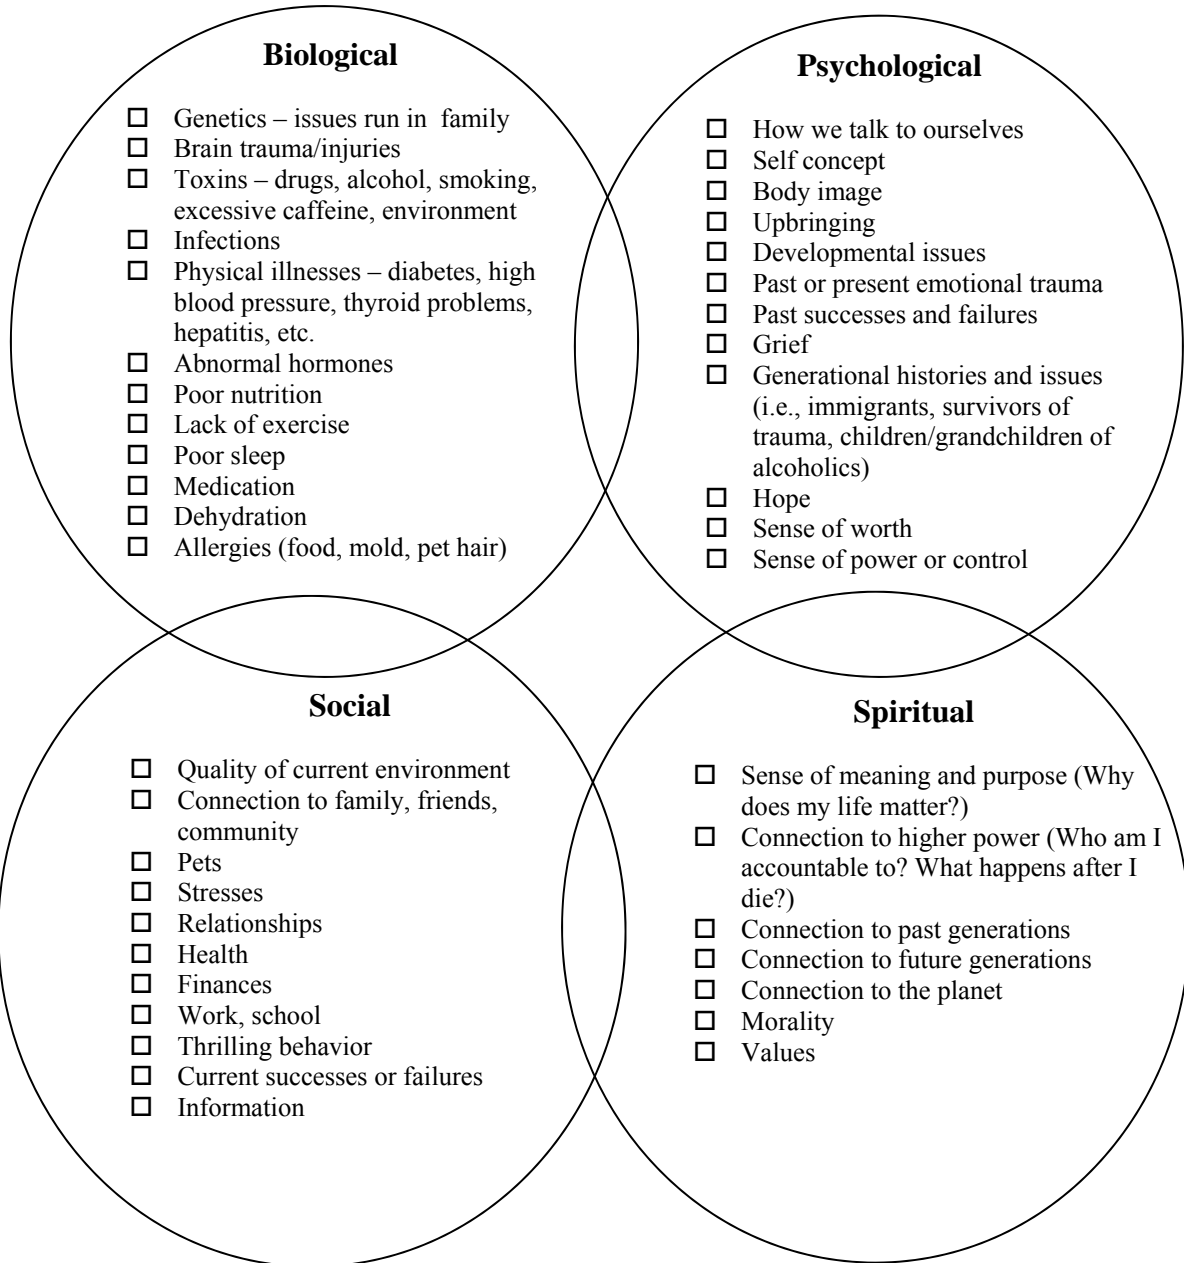 Biological
☐ Genetics – issues run in family
☐ Brain trauma/injuries
☐ Toxins – drugs, alcohol, smoking,
excessive caffeine, environment
☐ Infections
☐ Physical illnesses – diabetes, high
blood pressure, thyroid problems,
hepatitis, etc.
☐ Abnormal hormones
☐ Poor nutrition
☐ Lack of exercise
☐ Poor sleep
☐ Medication
☐ Dehydration
☐ Allergies (food, mold, pet hair)
Psychological
☐ How we talk to ourselves
☐ Self concept
☐ Body image
☐ Upbringing
☐ Developmental issues
☐ Past or present emotional trauma
☐ Past successes and failures
☐ Grief
☐ Generational histories and issues
(i.e., immigrants, survivors of
trauma, children/grandchildren of
alcoholics)
☐ Hope
☐ Sense of worth
☐ Sense of power or control
Social
☐ Quality of current environment
☐ Connection to family, friends,
community
☐ Pets
☐ Stresses
☐ Relationships
☐ Health
☐ Finances
☐ Work, school
☐ Thrilling behavior
☐ Current successes or failures
☐ Information
Spiritual
☐ Sense of meaning and purpose (Why
does my life matter?)
☐ Connection to higher power (Who am I
accountable to? What happens after I
die?)
☐ Connection to past generations
☐ Connection to future generations
☐ Connection to the planet
☐ Morality
☐ Values